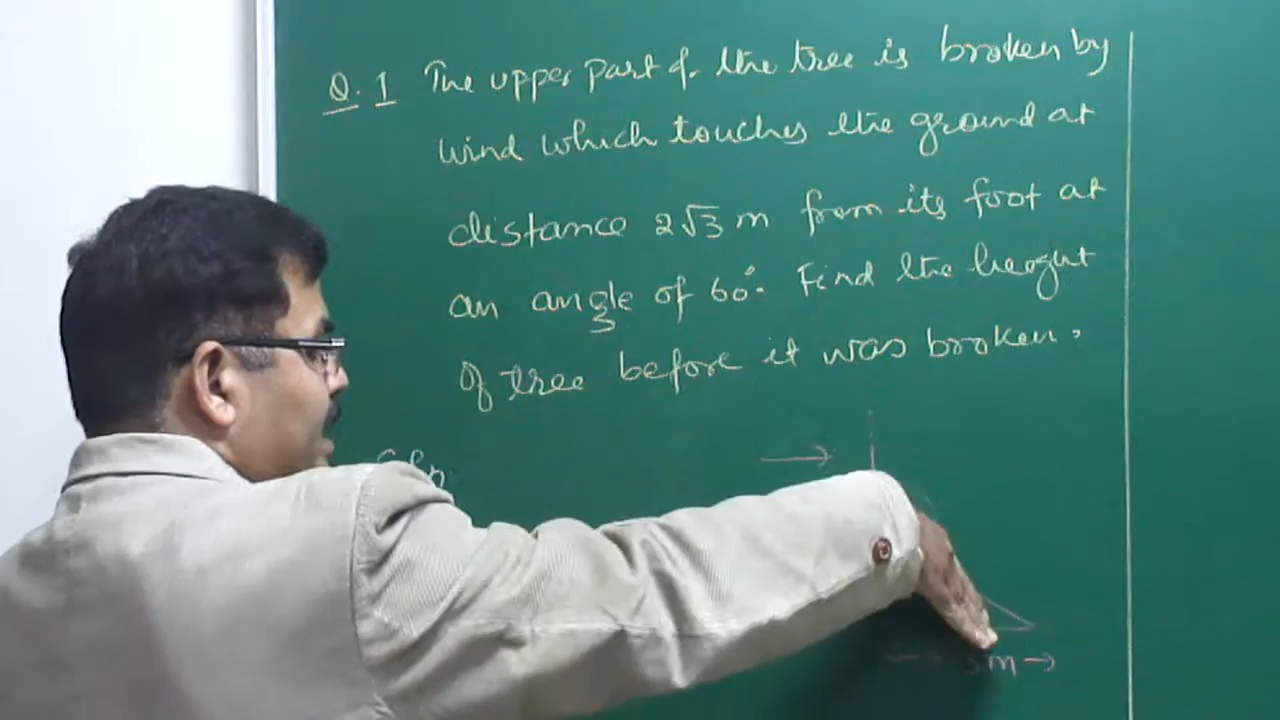 Q.1 The upper part of the tree is broken by
wind which touches the ground at
distance 2√3 m from its foot at
an angle of 60°. Find the height
of tree before it was broken.
m